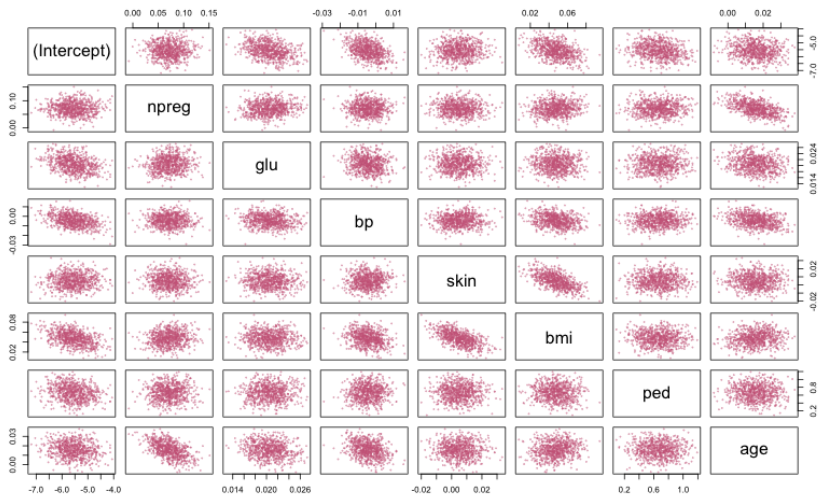 0.00 0.05 0.10 0.15 -0.03 -0.01 0.01 0.02 0.06 0.00 0.02
(Intercept) -7.0 -5.0
0.00 0.10 npreg
glu 0.014 0.024
-0.03 0.00 bp
skin -0.02 0.02
0.02 0.08 bmi
ped 0.2 0.8
0.00 0.03 age
-7.0 -6.0 -5.0 -4.0 0.014 0.020 0.026 -0.02 0.00 0.02 0.2 0.6 1.0